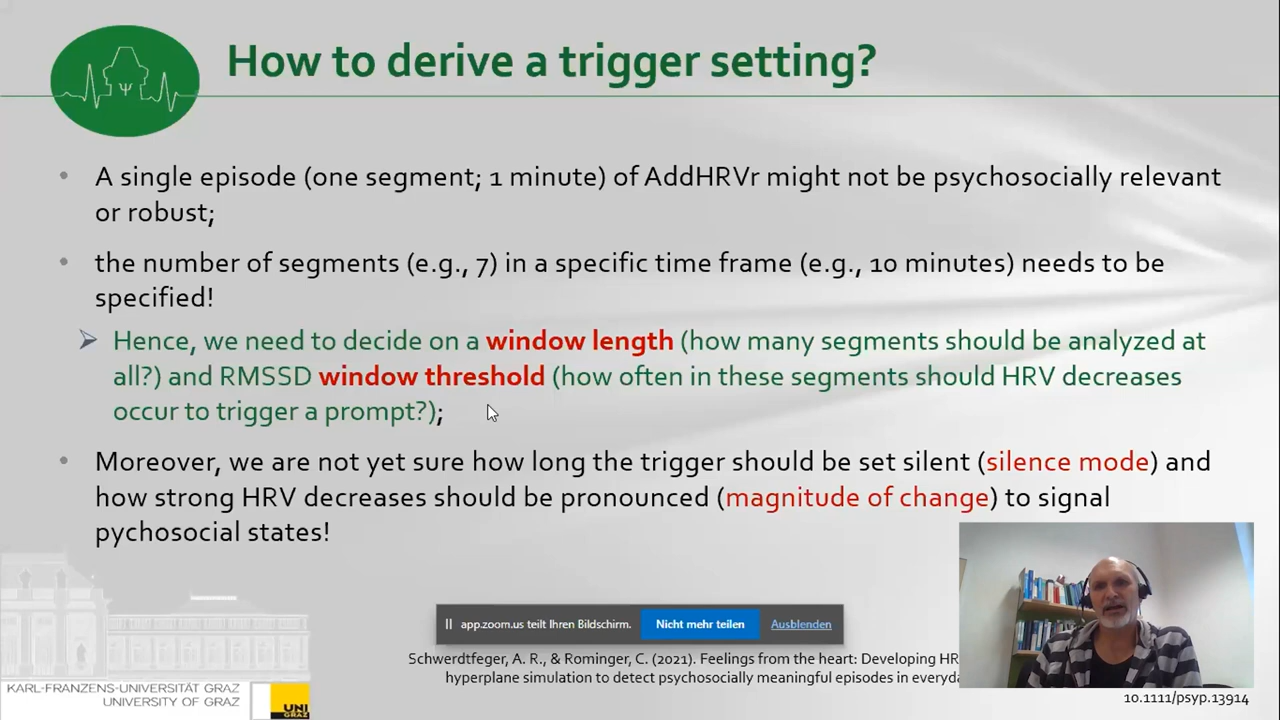 How to derive a trigger setting?
• A single episode (one segment; 1 minute) of AddHRVr might not be psychosocially relevant
or robust;
• the number of segments (e.g., 7) in a specific time frame (e.g., 10 minutes) needs to be
specified!
Hence, we need to decide on a window length (how many segments should be analyzed at
all?) and RMSSD window threshold (how often in these segments should HRV decreases
occur to trigger a prompt?);
• Moreover, we are not yet sure how long the trigger should be set silent (silence mode) and
how strong HRV decreases should be pronounced (magnitude of change) to signal
pychosocial states!
app.zoom.us teilt Ihren Bildschirm. Nicht mehr teilen Ausblenden
Schwerdtfeger, A. R., & Rominger, C. (2021). Feelings from the heart: Developing HR
hyperplane simulation to detect psychosocially meaningful episodes in everyda
10.1111/psyp.13914
KARL-FRANZENS-UNIVERSITÄT GRAZ
UNIVERSITY OF GRAZ
UNI
GRAZ